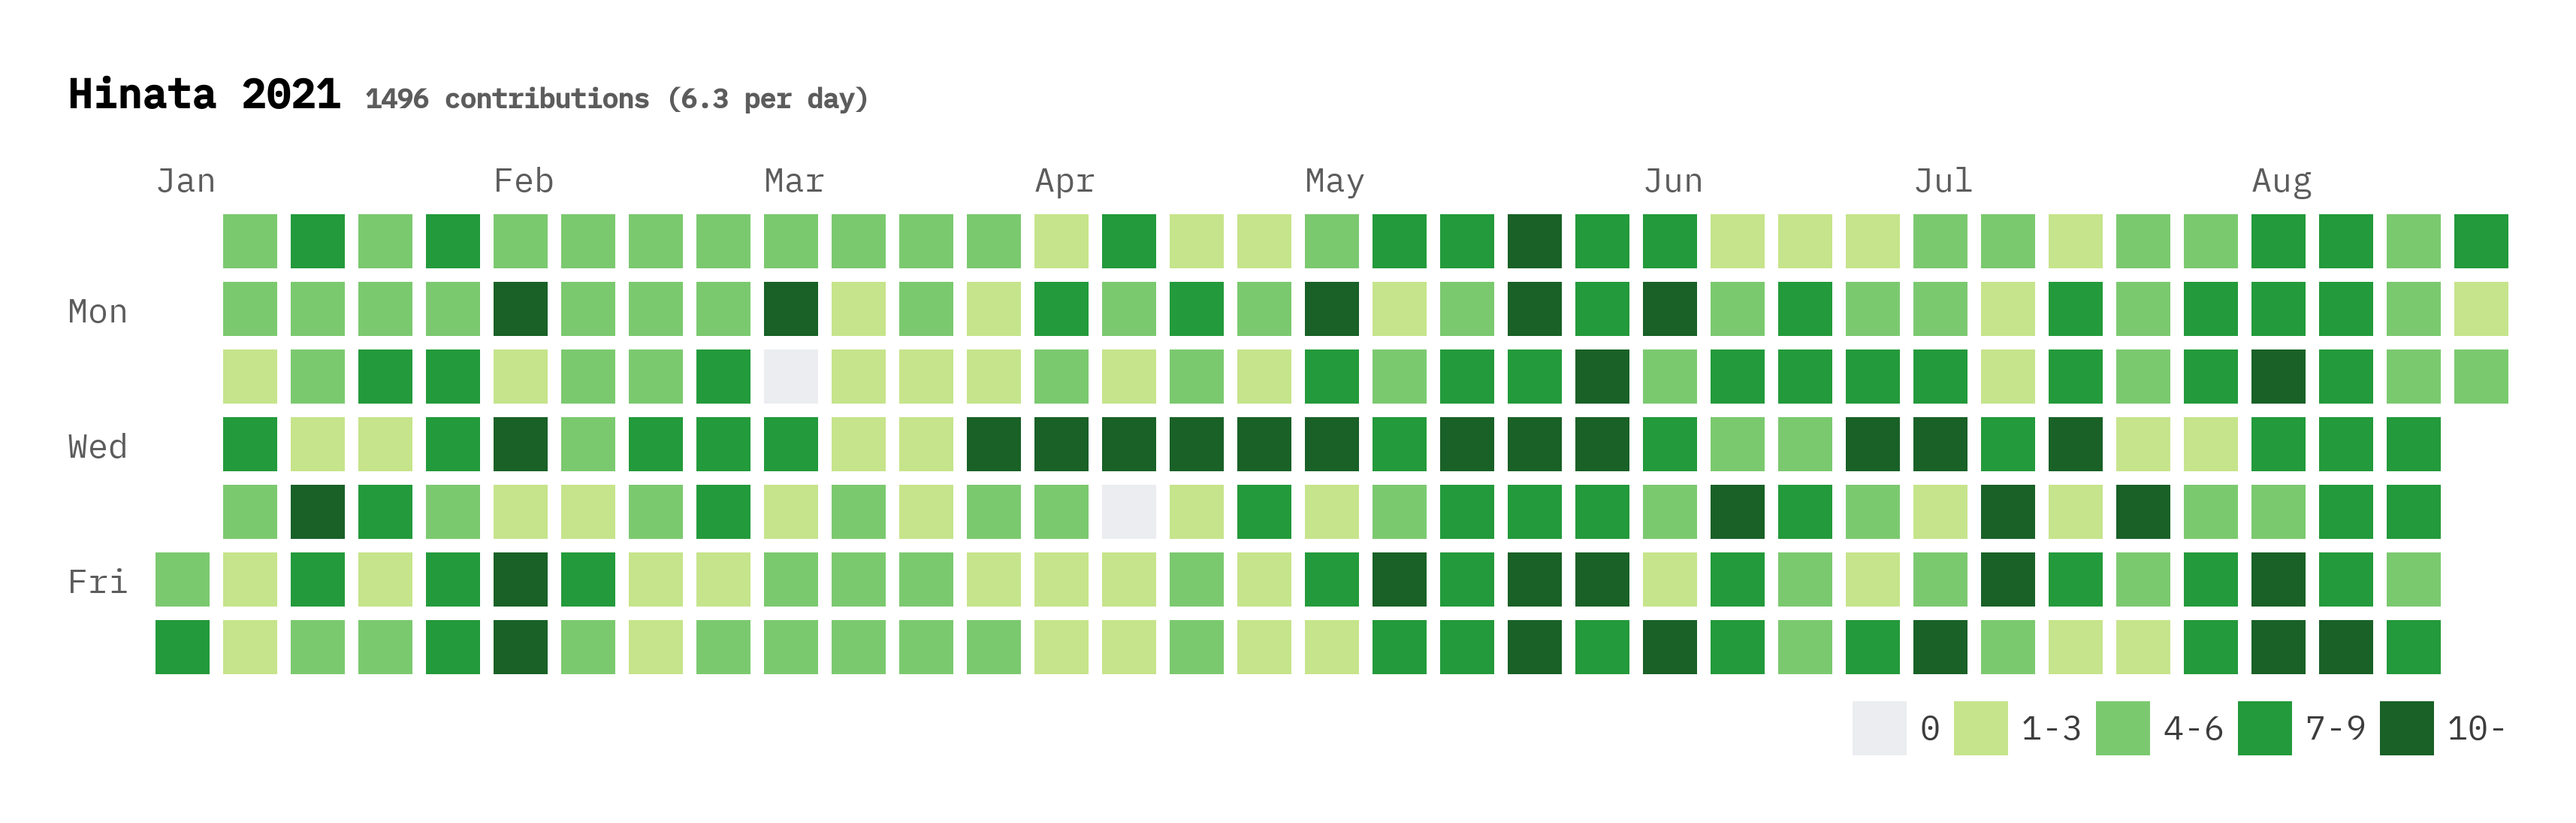 Hinata 2021 1496 contributions (6.3 per day)
Jan Feb Mar Apr May Jun Jul Aug
Mon
Wed
Fri
0 1-3 4-6 7-9 10-